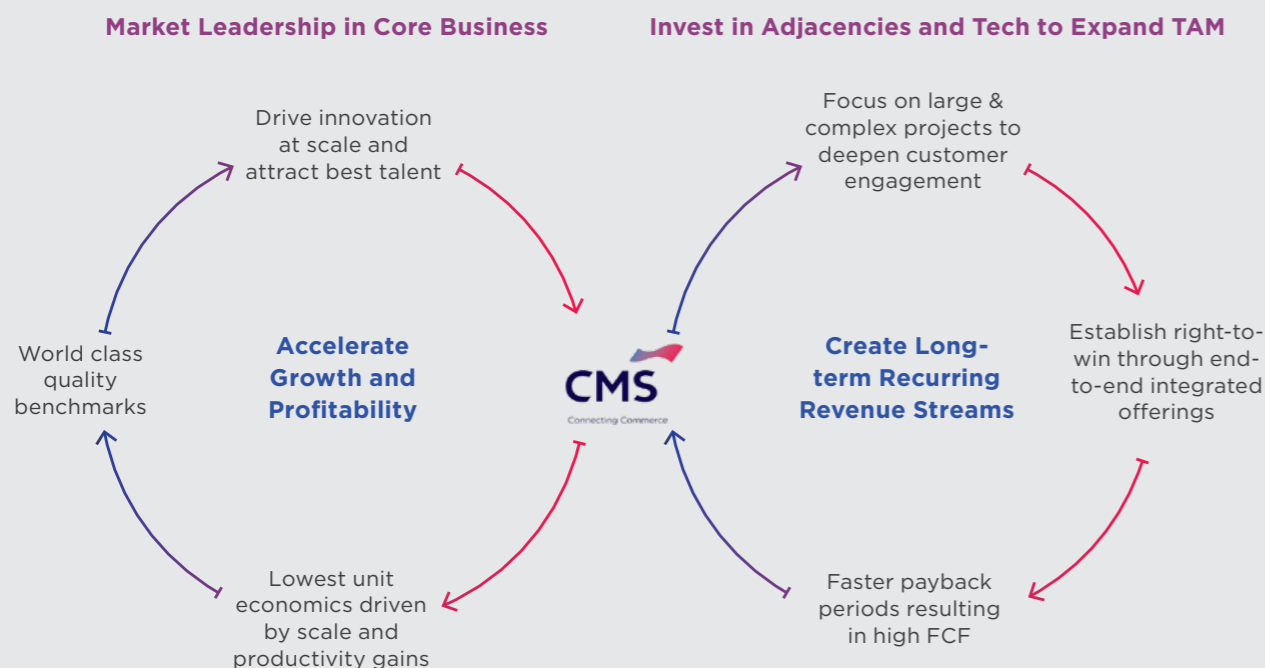 Market Leadership in Core Business
Invest in Adjacencies and Tech to Expand TAM
Drive innovation
at scale and
attract best talent
World class
quality
benchmarks
Accelerate
Growth and
Profitability
Lowest unit
economics driven
by scale and
productivity gains
CMS
Connecting Commerce
Focus on large &
complex projects to
deepen customer
engagement
Create Long-
term Recurring
Revenue Streams
Establish right-to-
win through end-
to-end integrated
offerings
Faster payback
periods resulting
in high FCF